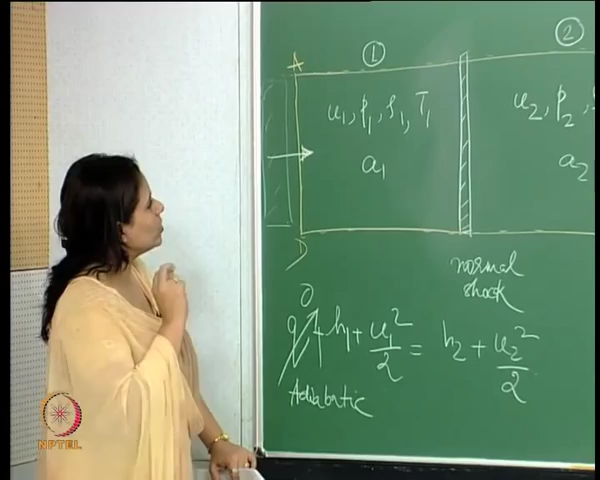 ① ②
A
u₁, p₁, ρ₁, T₁ u₂, p₂,
a₁ a₂
D
normal
shock
0
q + h₁ + u₁²/2 = h₂ + u₂²/2
Adiabatic
NPTEL